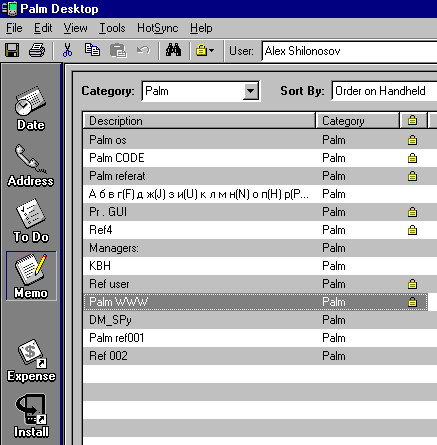 Palm Desktop
File Edit View Tools HotSync Help
User: Alex Shilonosov
Category: Palm Sort By: Order on Handheld
Description Category
Palm os Palm
Palm CODE Palm
Palm referat Palm
А б в г(F) д ж(J) з и(U) к л м н(N) о п(H) р(P... Palm
Pr . GUI Palm
Ref4 Palm
Managers: Palm
KBH Palm
Ref user Palm
Palm WWW Palm
DM_SPy Palm
Palm ref001 Palm
Ref 002 Palm
Date
Address
To Do
Memo
Expense
Install